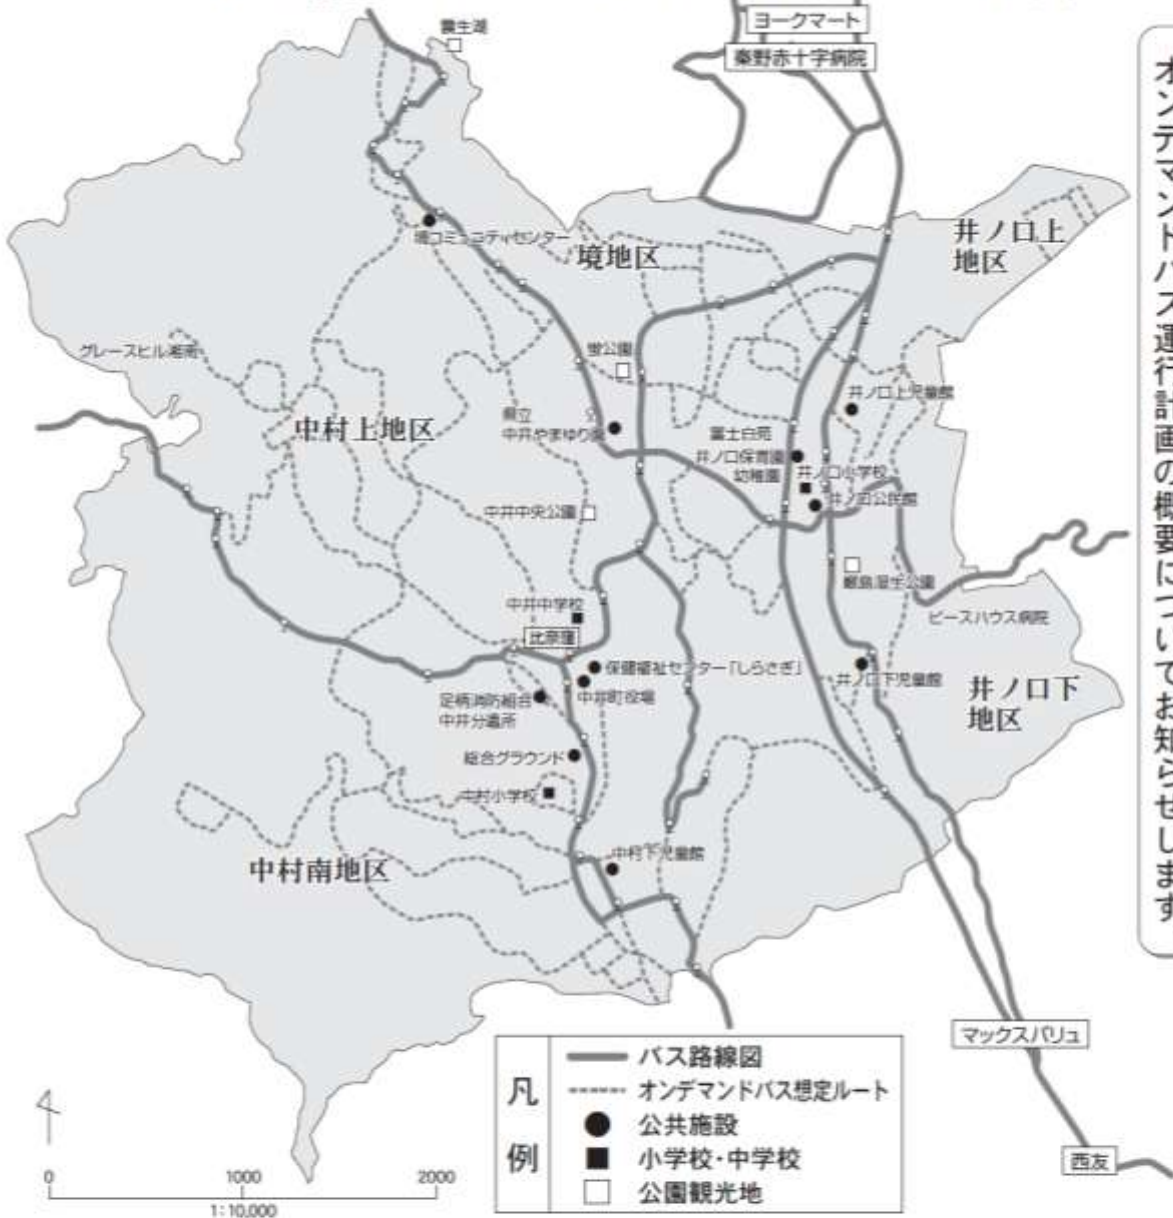 ヨークマート
秦野赤十字病院
震生湖
オンデマンドバス運行計画の概要についてお知らせします
境コミュニティセンター
境地区
井ノ口上
地区
グレースヒル湘南
蛍公園
中村上地区
県立
中井やまゆり園
井ノ口上児童館
富士白苑
井ノ口保育園
幼稚園
井ノ口小学校
井ノ口公民館
中井中央公園
厳島湿生公園
ピースハウス病院
中井中学校
比奈窪
保健福祉センター「しらさぎ」
中井町役場
井ノ口下児童館
井ノ口下
地区
足柄消防組合
中井分遣所
総合グラウンド
中村小学校
中村南地区
中村下児童館
マックスバリュ
西友
凡例
バス路線図
オンデマンドバス想定ルート
公共施設
小学校・中学校
公園観光地
0 1000 2000
1:10,000